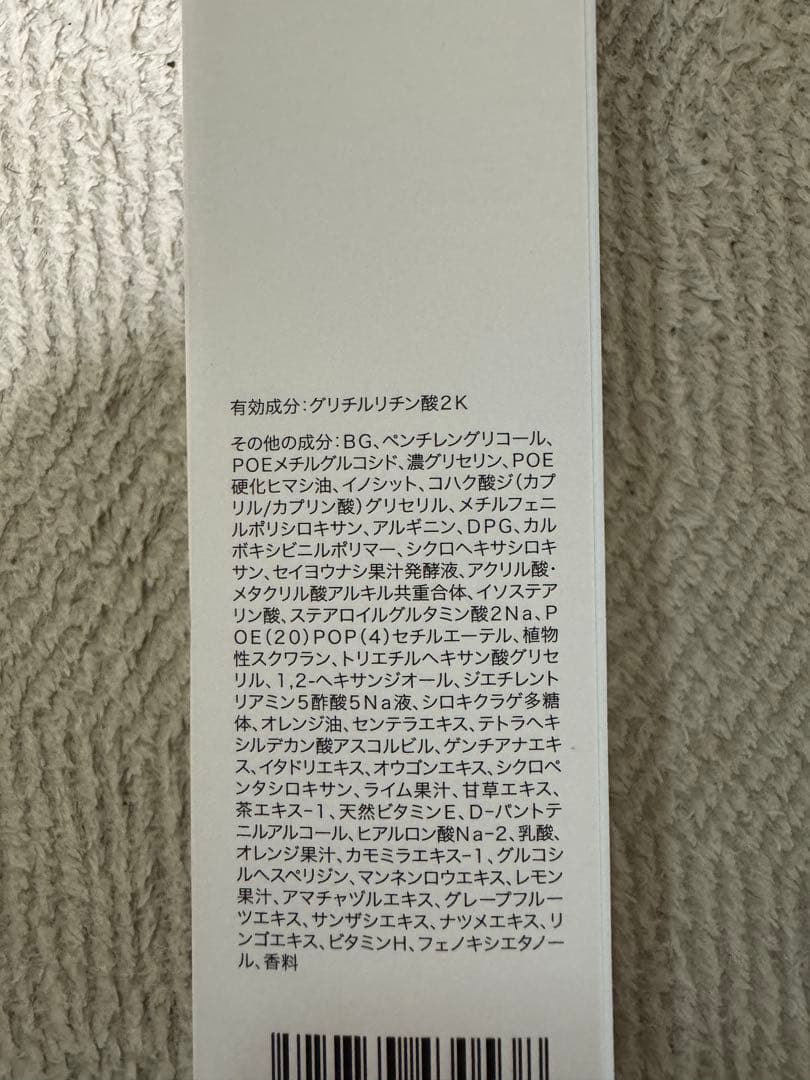 有効成分:グリチルリチン酸2K
その他の成分:BG、ペンチレングリコール、
POEメチルグルコシド、濃グリセリン、POE
硬化ヒマシ油、イノシット、コハク酸ジ(カプ
リル/カプリン酸)グリセリル、メチルフェニ
ルポリシロキサン、アルギニン、DPG、カル
ボキシビニルポリマー、シクロヘキサシロキ
サン、セイヨウナシ果汁発酵液、アクリル酸・
メタクリル酸アルキル共重合体、イソステア
リン酸、ステアロイルグルタミン酸2Na、P
OE(20)POP(4)セチルエーテル、植物
性スクワラン、トリエチルヘキサン酸グリセ
リル、1,2-ヘキサンジオール、ジエチレント
リアミン5酢酸5Na液、シロキクラゲ多糖
体、オレンジ油、センテラエキス、テトラヘキ
シルデカン酸アスコルビル、ゲンチアナエキ
ス、イタドリエキス、オウゴンエキス、シクロペ
ンタシロキサン、ライム果汁、甘草エキス、
茶エキス-1、天然ビタミンE、D-パントテ
ニルアルコール、ヒアルロン酸Na-2、乳酸、
オレンジ果汁、カモミラエキス-1、グルコシ
ルヘスペリジン、マンネンロウエキス、レモン
果汁、アマチャヅルエキス、グレープフルー
ツエキス、サンザシエキス、ナツメエキス、リ
ンゴエキス、ビタミンH、フェノキシエタノー
ル、香料